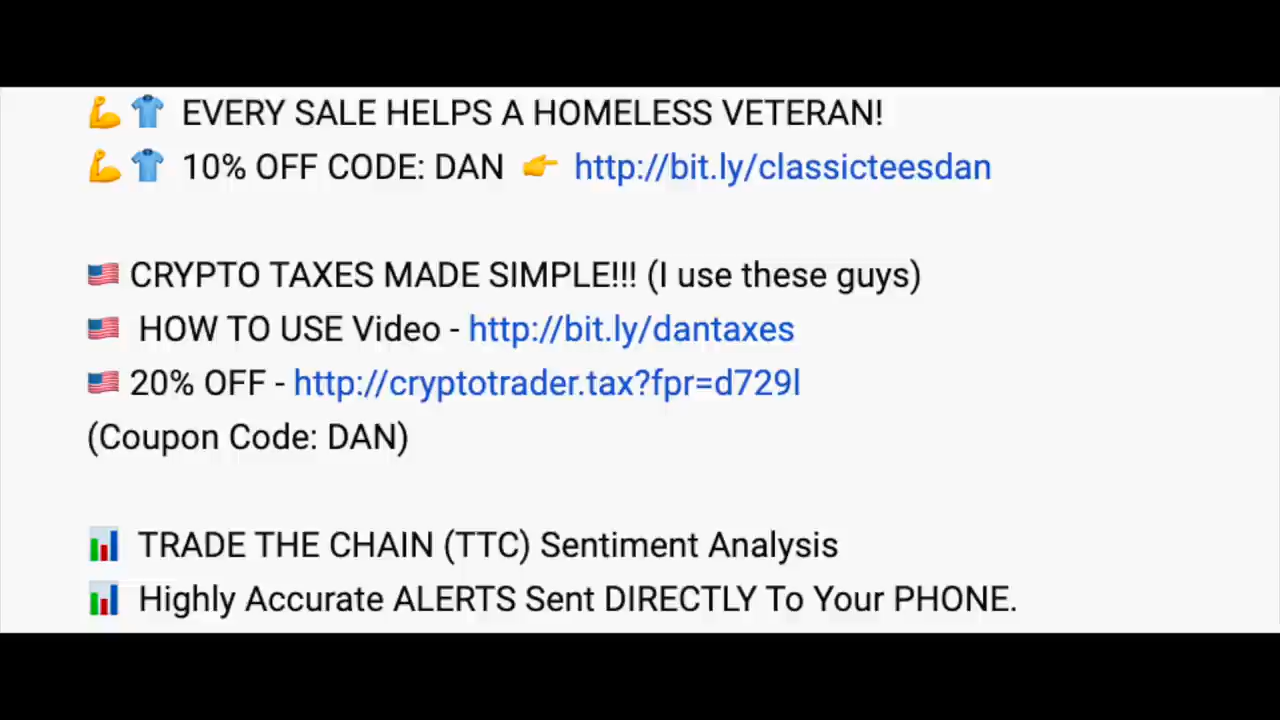 💪👕 EVERY SALE HELPS A HOMELESS VETERAN!
💪👕 10% OFF CODE: DAN 👉 http://bit.ly/classicteesdan
🇺🇸 CRYPTO TAXES MADE SIMPLE!!! (I use these guys)
🇺🇸 HOW TO USE Video - http://bit.ly/dantaxes
🇺🇸 20% OFF - http://cryptotrader.tax?fpr=d729l
(Coupon Code: DAN)
📊 TRADE THE CHAIN (TTC) Sentiment Analysis
📊 Highly Accurate ALERTS Sent DIRECTLY To Your PHONE.